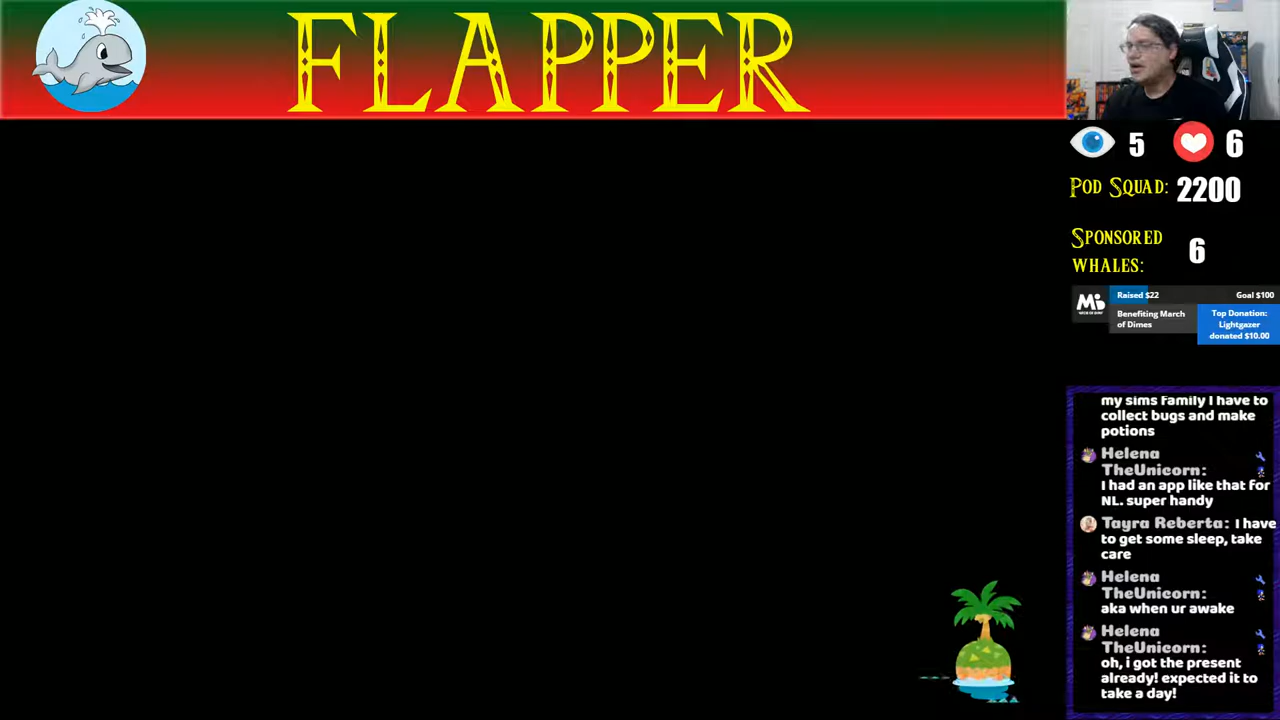 FLAPPER
5 6
Pod Squad: 2200
Sponsored
whales: 6
Raised $22 Goal $100
Benefiting March
of Dimes
Top Donation:
Lightgazer
donated $10.00
my sims family I have to
collect bugs and make
potions
Helena
TheUnicorn:
I had an app like that for
NL. super handy
Tayra Reberta: I have
to get some sleep, take
care
Helena
TheUnicorn:
aka when ur awake
Helena
TheUnicorn:
oh, i got the present
already! expected it to
take a day!